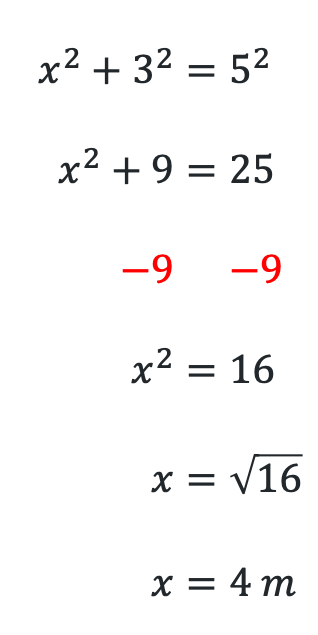 x² + 3² = 5²
x² + 9 = 25
−9 −9
x² = 16
x = √16
x = 4 m